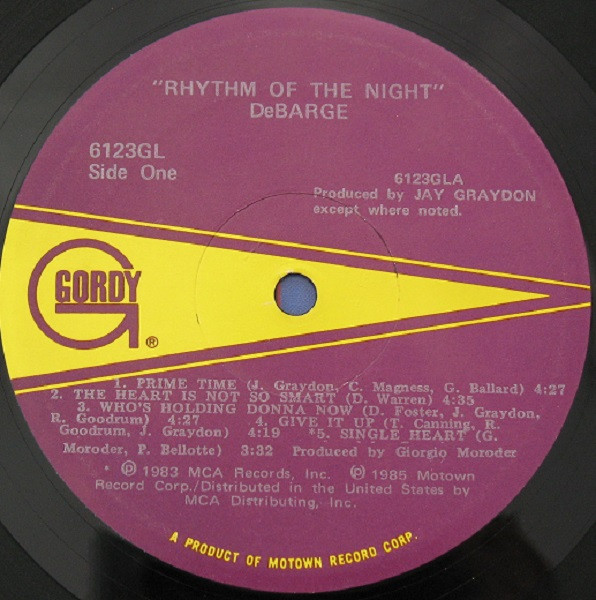 "RHYTHM OF THE NIGHT"
DeBARGE
6123GL
Side One
6123GLA
Produced by JAY GRAYDON
except where noted.
GORDY
®
1. PRIME TIME (J. Graydon, C. Magness, G. Ballard) 4:27
2. THE HEART IS NOT SO SMART (D. Warren) 4:35
3. WHO'S HOLDING DONNA NOW (D. Foster, J. Graydon,
R. Goodrum) 4:27 4. GIVE IT UP (T. Canning, R.
Goodrum, J. Graydon) 4:19 *5. SINGLE HEART (G.
Moroder, P. Bellotte) 3:32 Produced by Giorgio Moroder
* ℗ 1983 MCA Records, Inc. ℗ 1985 Motown
Record Corp./Distributed in the United States by
MCA Distributing, Inc.
A PRODUCT OF MOTOWN RECORD CORP.